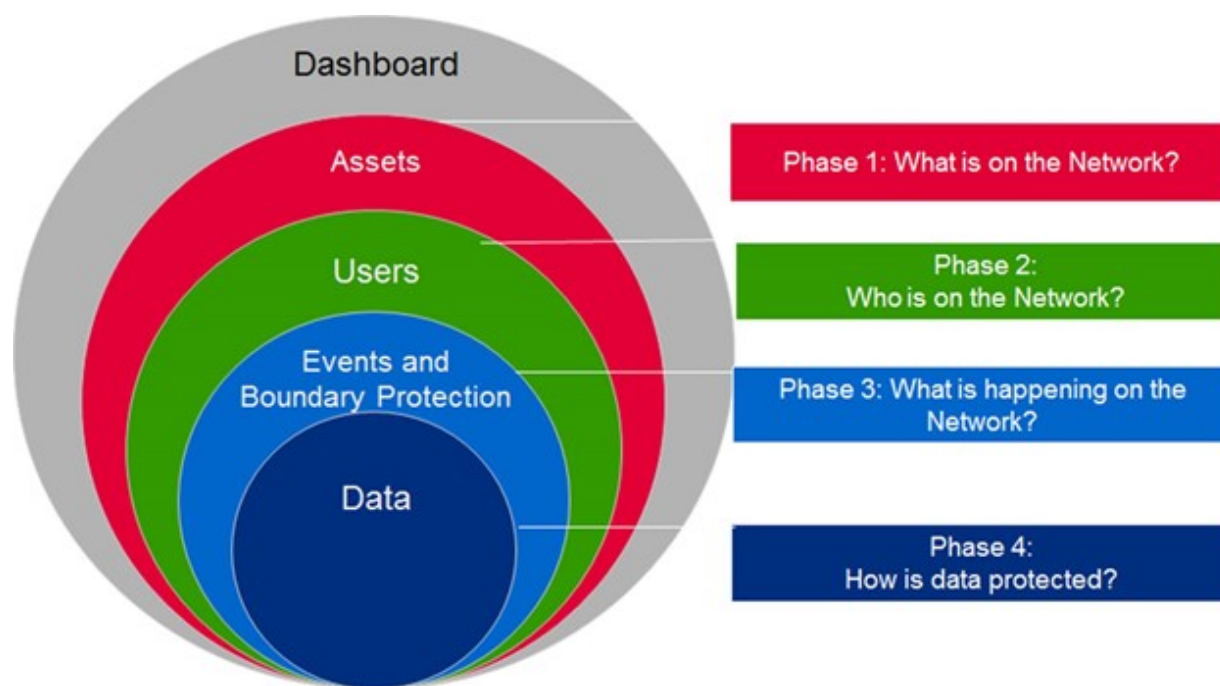 Dashboard
Assets
Users
Events and
Boundary Protection
Data
Phase 1: What is on the Network?
Phase 2:
Who is on the Network?
Phase 3: What is happening on the
Network?
Phase 4:
How is data protected?